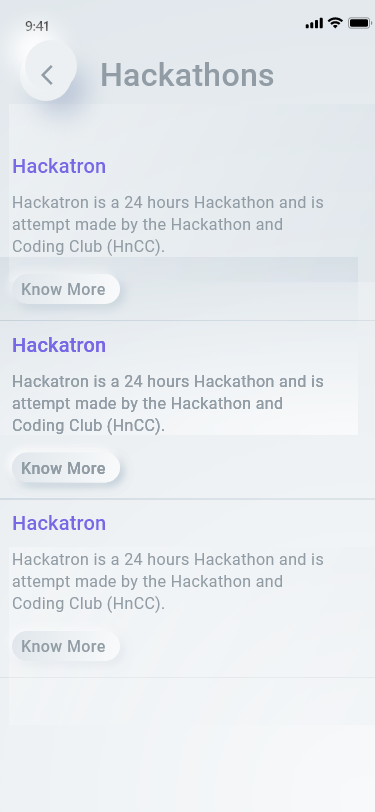 9:41
Hackathons
Hackatron
Hackatron is a 24 hours Hackathon and is
attempt made by the Hackathon and
Coding Club (HnCC).
Know More
Hackatron
Hackatron is a 24 hours Hackathon and is
attempt made by the Hackathon and
Coding Club (HnCC).
Know More
Hackatron
Hackatron is a 24 hours Hackathon and is
attempt made by the Hackathon and
Coding Club (HnCC).
Know More